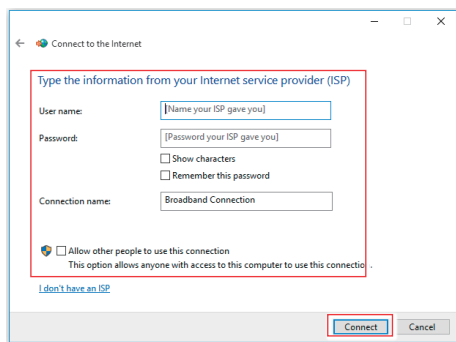 Connect to the Internet
Type the information from your Internet service provider (ISP)
User name:
[Name your ISP gave you]
Password:
[Password your ISP gave you]
Show characters
Remember this password
Connection name:
Broadband Connection
Allow other people to use this connection
This option allows anyone with access to this computer to use this connectio .
I don't have an ISP
Connect
Cancel